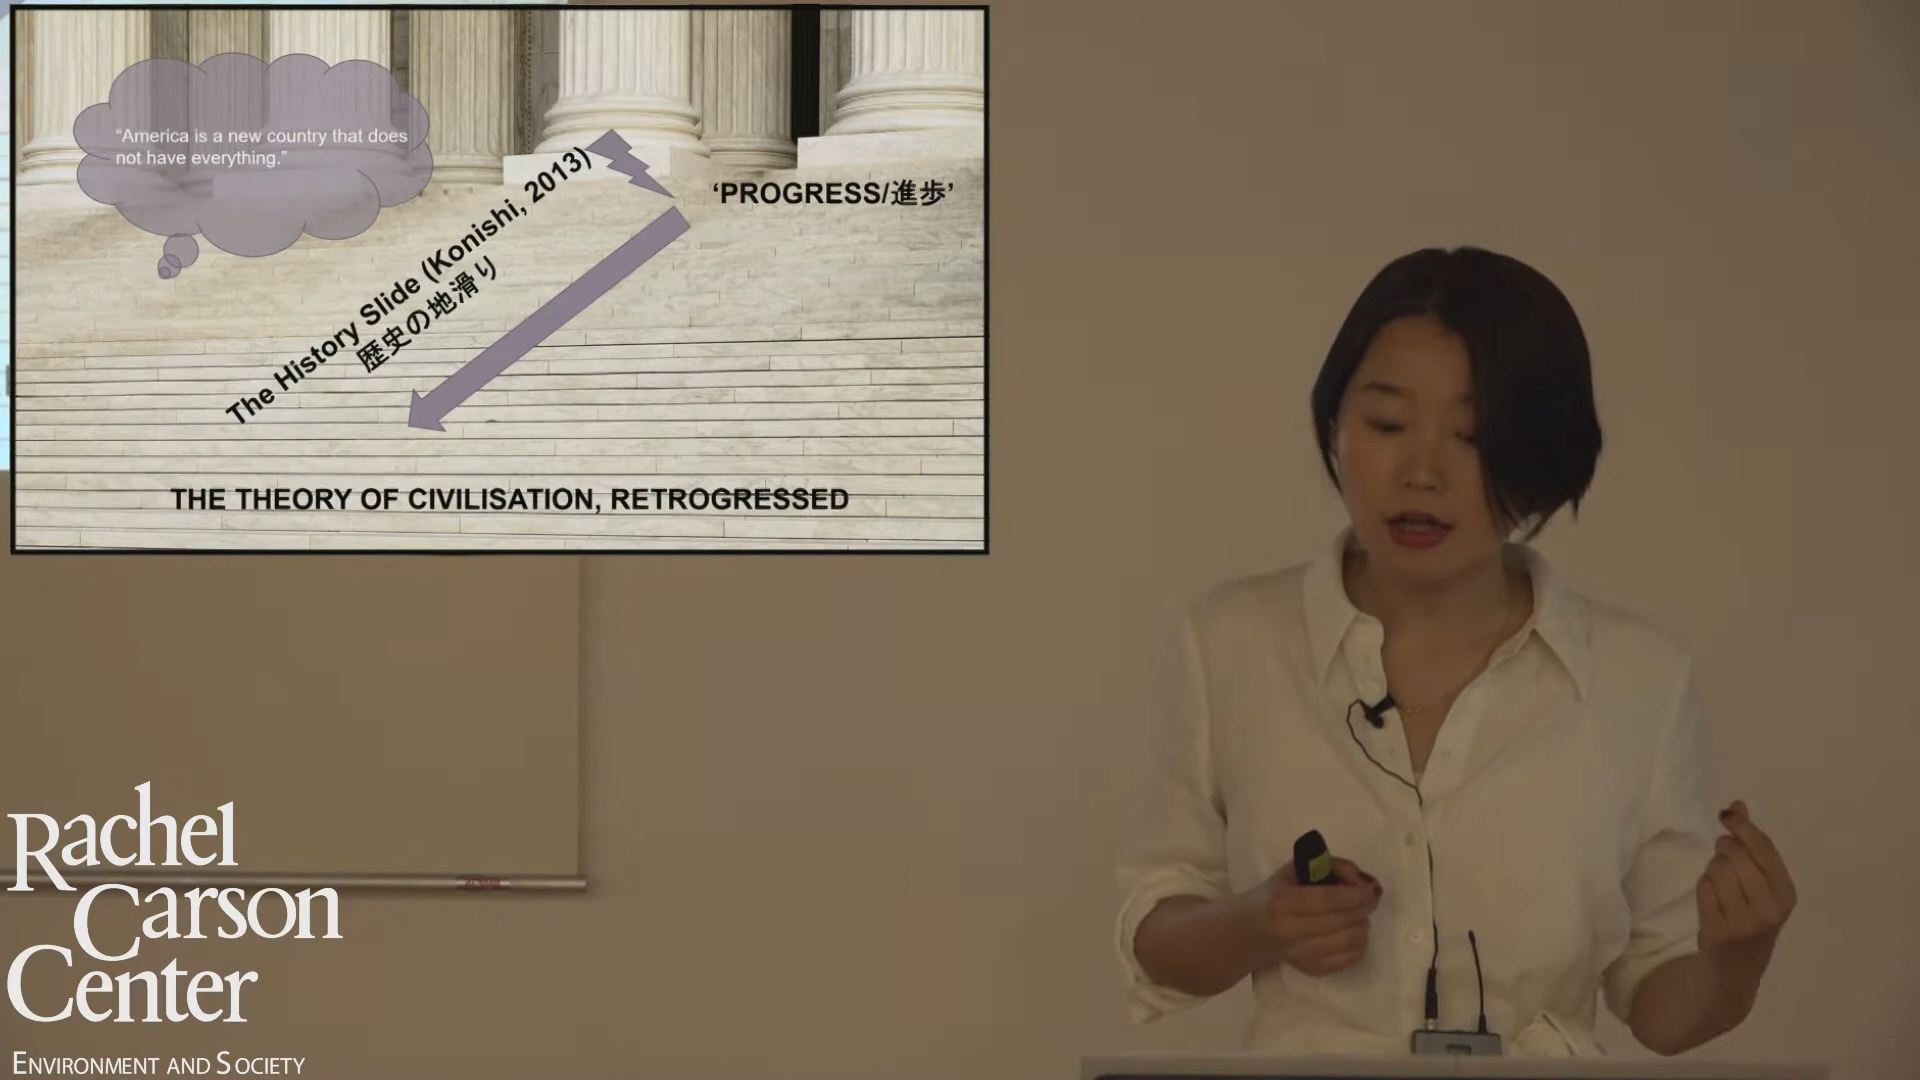 “America is a new country that does
not have everything.”
The History Slide (Konishi, 2013)
歴史の地滑り
‘PROGRESS/進歩’
THE THEORY OF CIVILISATION, RETROGRESSED
Rachel
Carson
Center
ENVIRONMENT AND SOCIETY